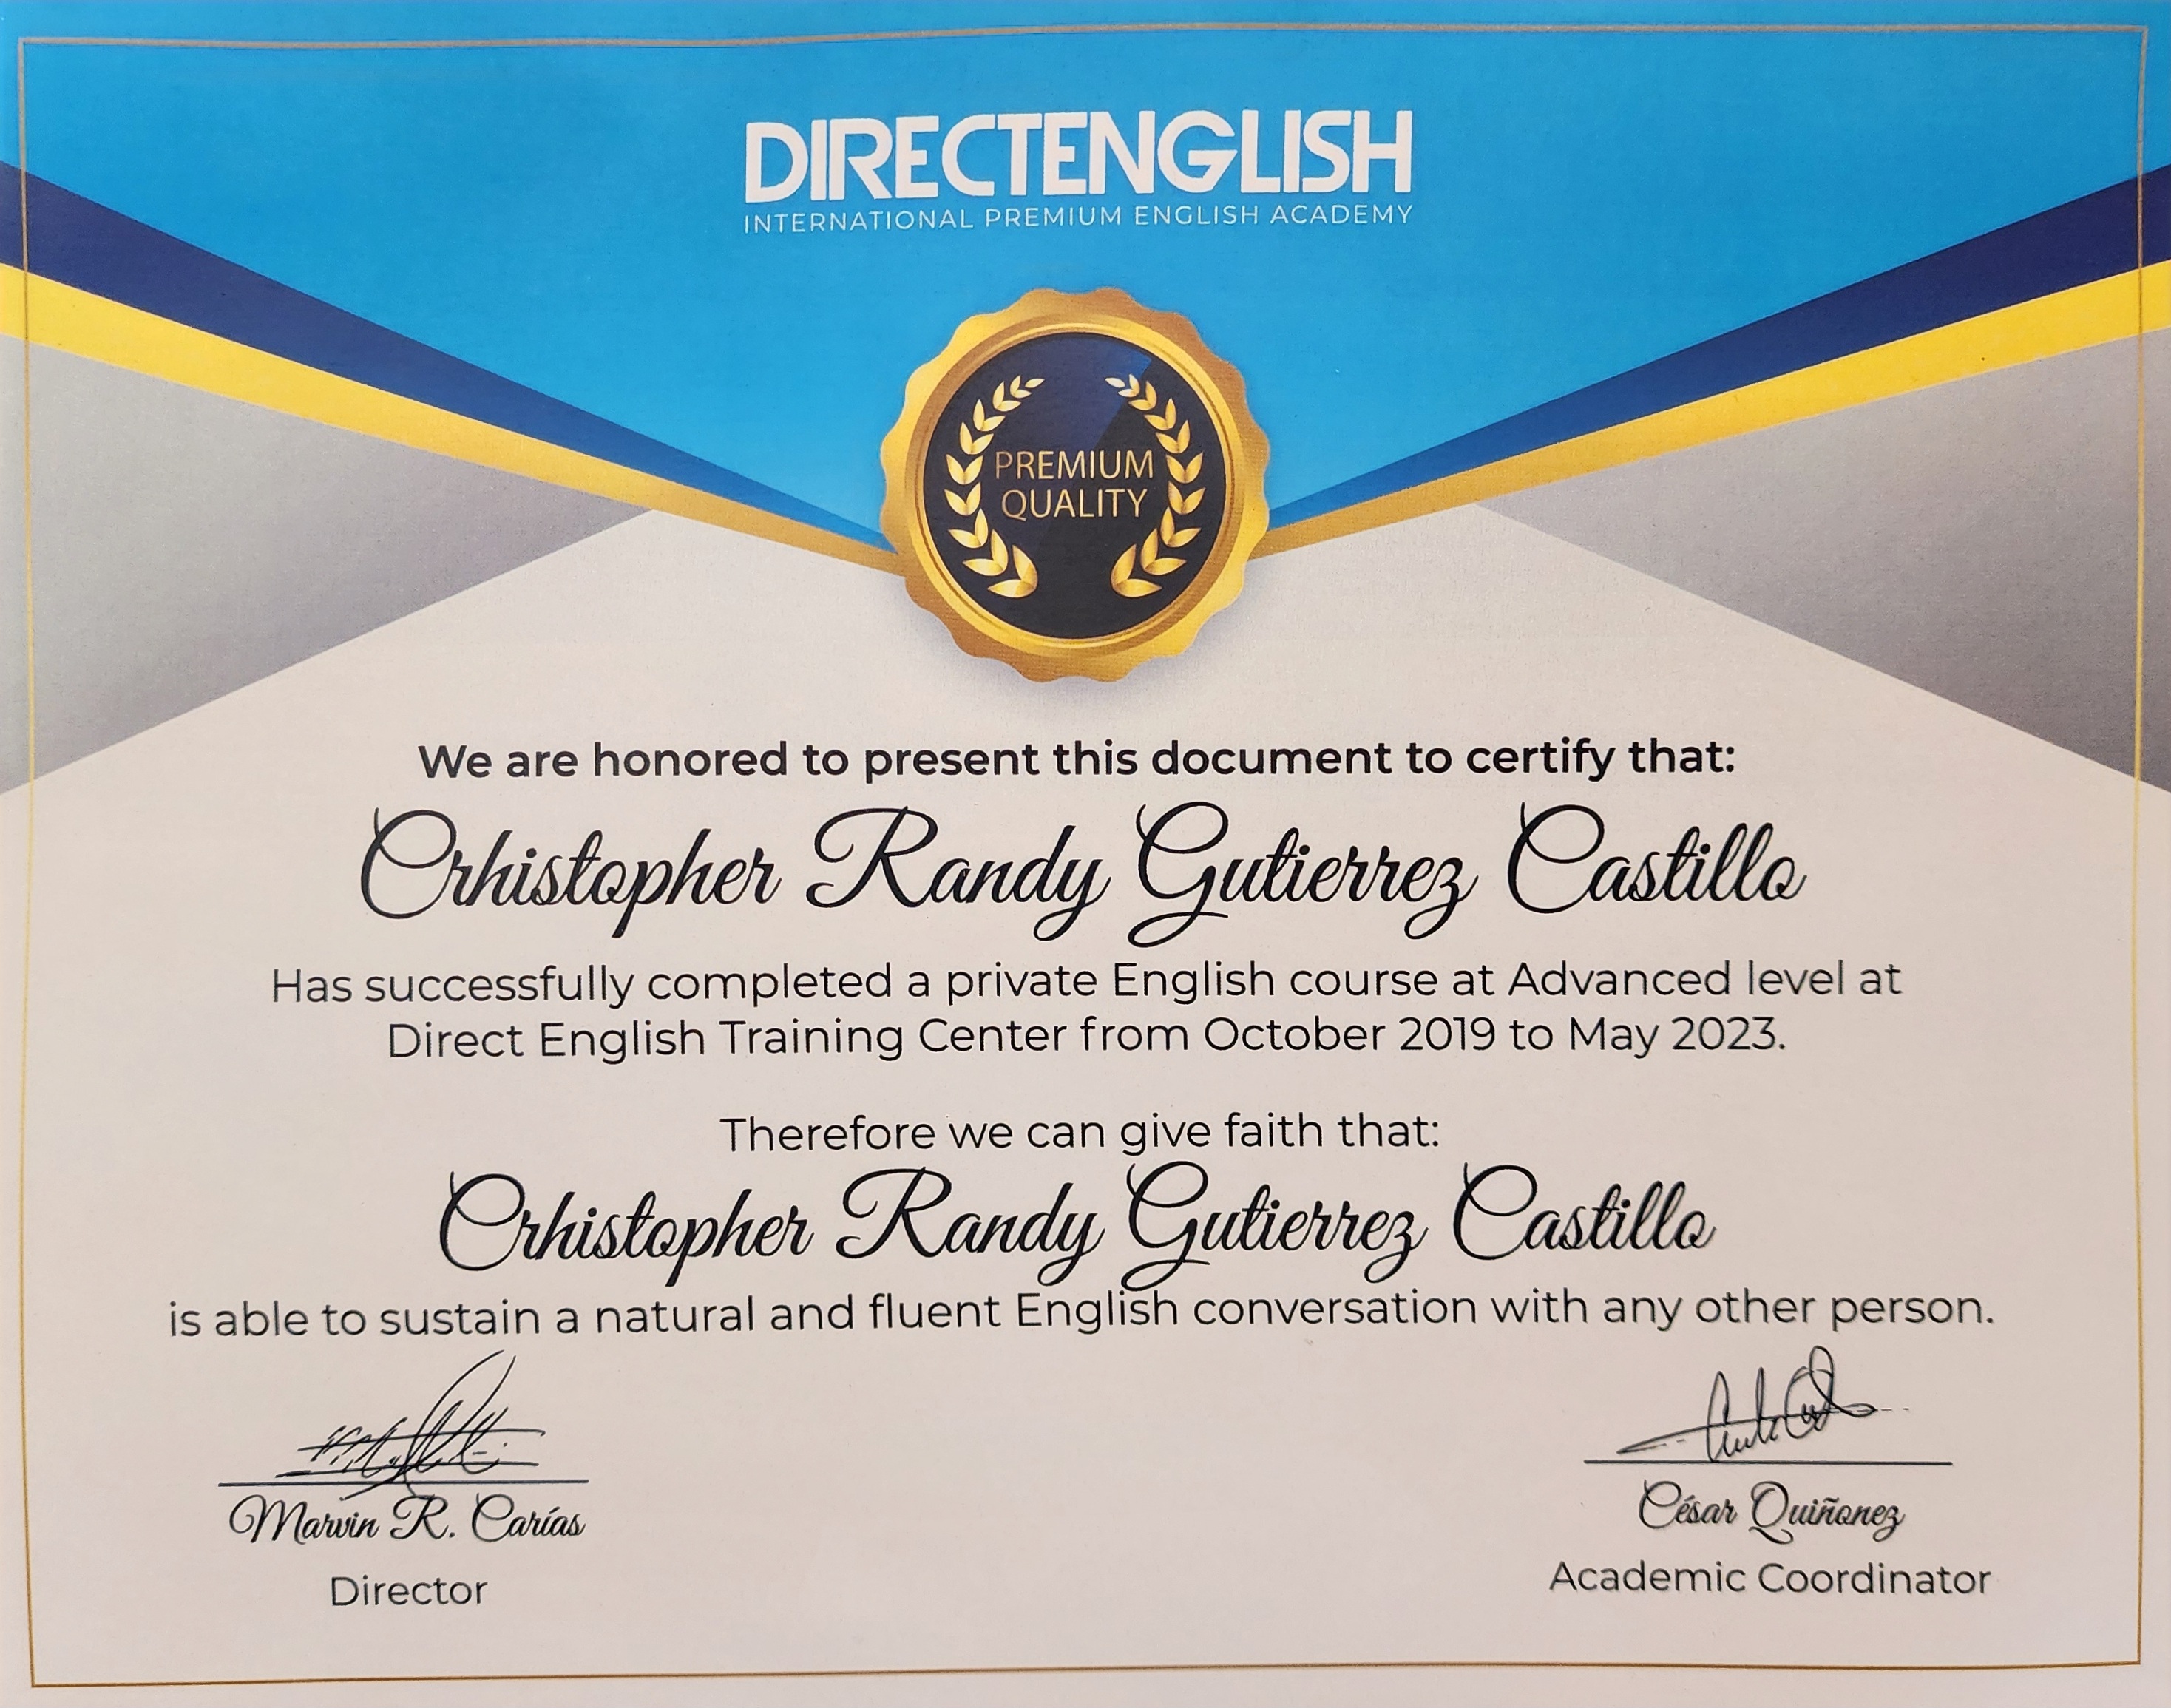 DIRECTENGLISH
INTERNATIONAL PREMIUM ENGLISH ACADEMY
PREMIUM
QUALITY
We are honored to present this document to certify that:
Crhistopher Randy Gutierrez Castillo
Has successfully completed a private English course at Advanced level at
Direct English Training Center from October 2019 to May 2023.
Therefore we can give faith that:
Crhistopher Randy Gutierrez Castillo
is able to sustain a natural and fluent English conversation with any other person.
Marvin R. Carías
Director
César Quiñonez
Academic Coordinator